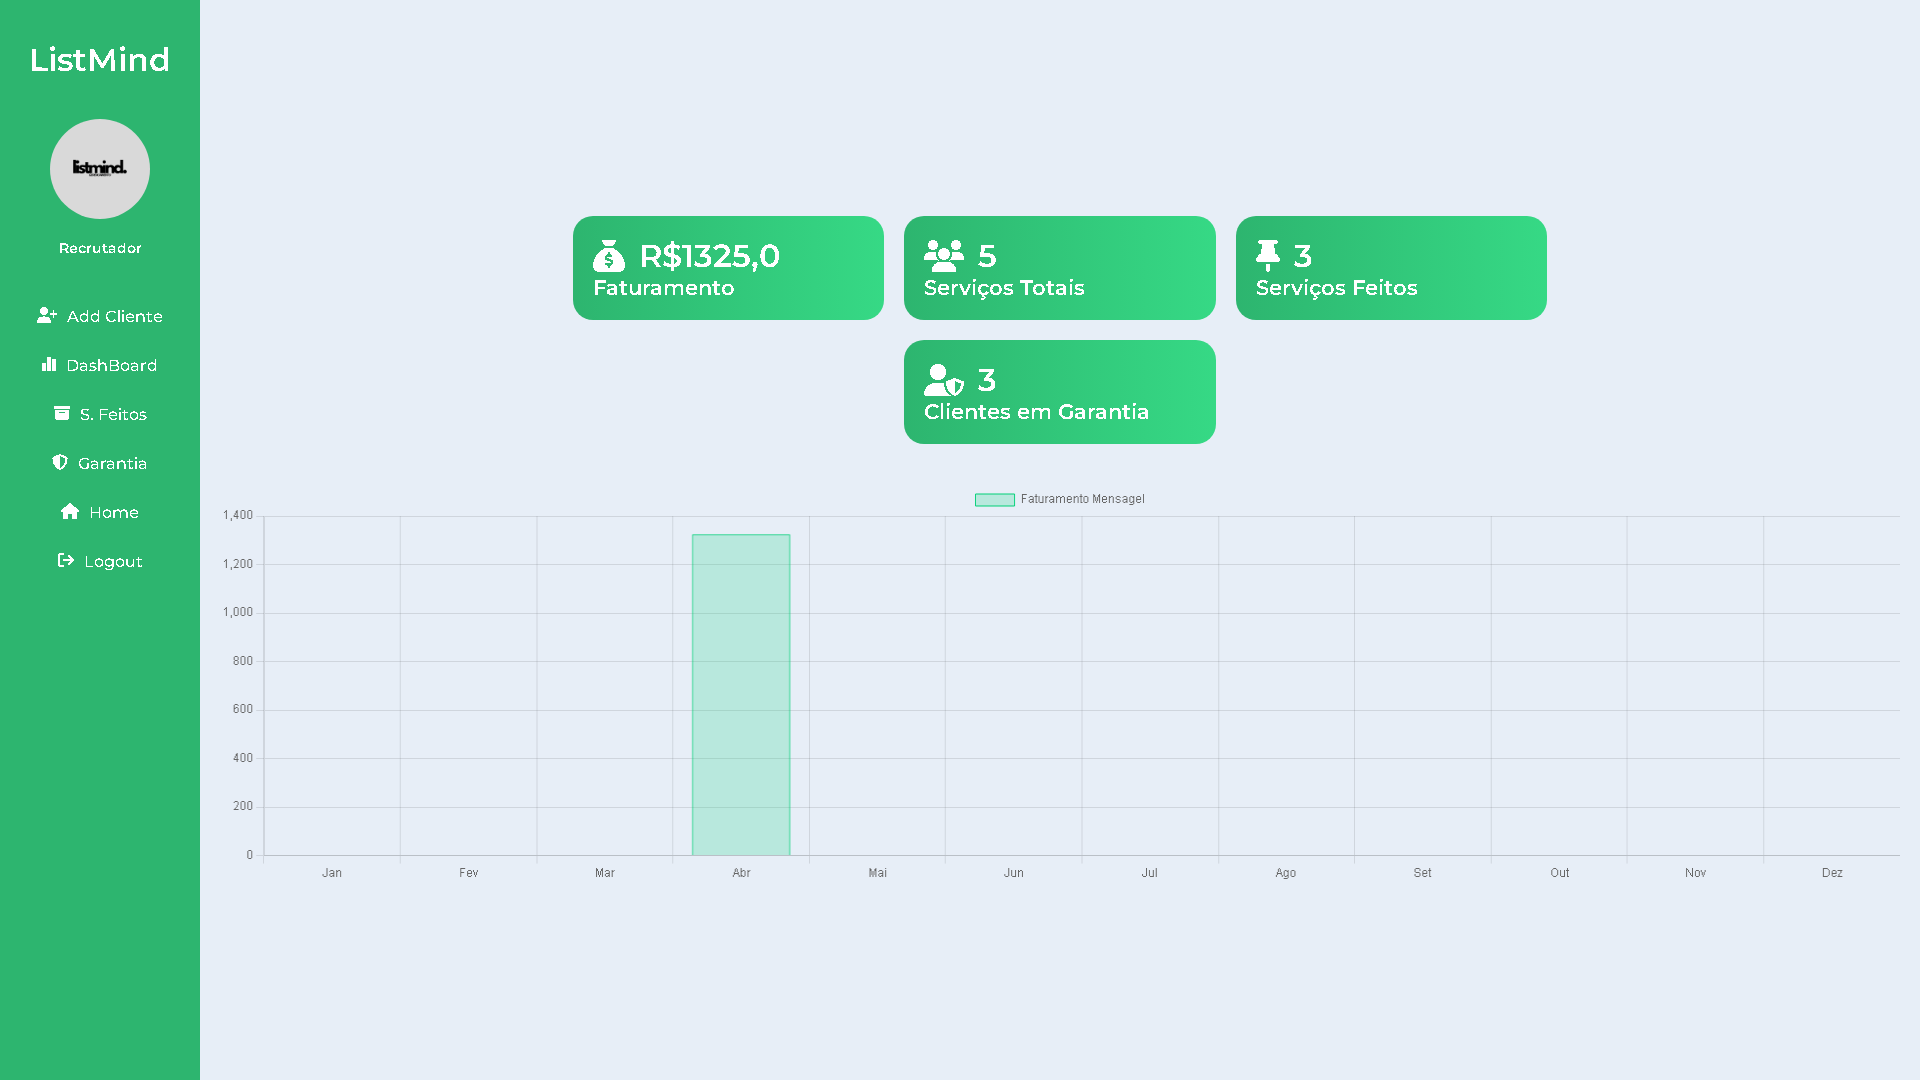 ListMind
listmind.
Recrutador
Add Cliente
DashBoard
S. Feitos
Garantia
Home
Logout
R$1325,0
Faturamento
5
Serviços Totais
3
Serviços Feitos
3
Clientes em Garantia
Faturamento Mensagel
1,400
1,200
1,000
800
600
400
200
0
Jan Fev Mar Abr Mai Jun Jul Ago Set Out Nov Dez